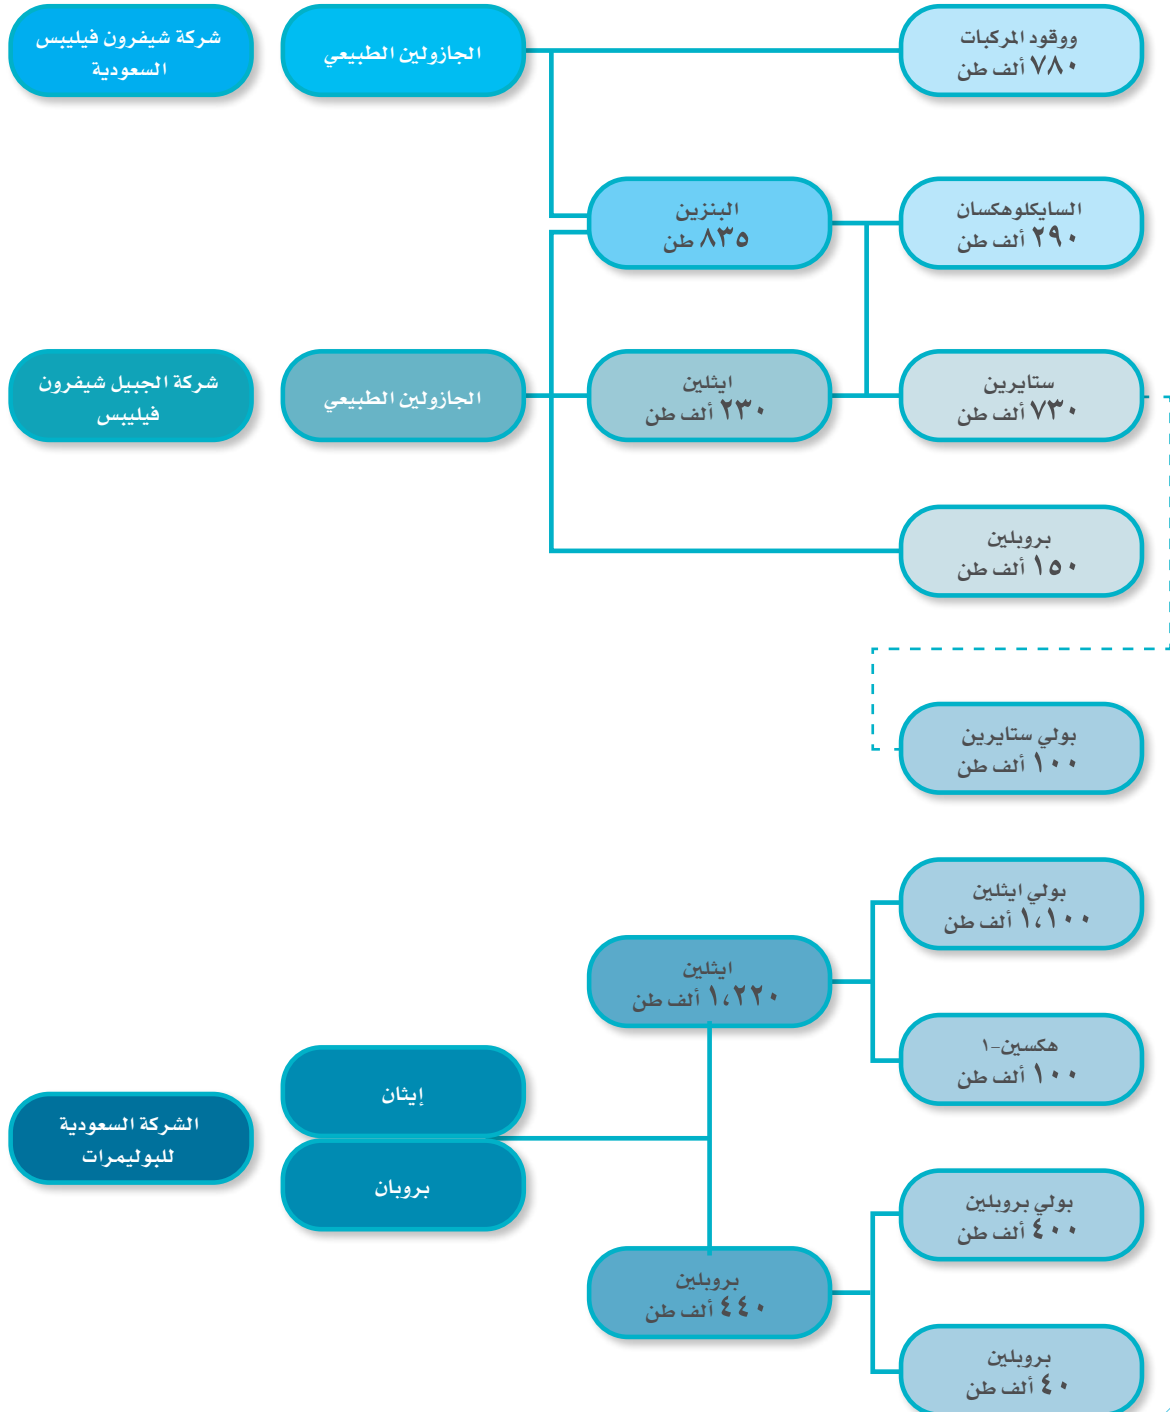 شركة شيفرون فيليبس
السعودية
الجازولين الطبيعي
ووقود المركبات
٧٨٠ ألف طن
البنزين
٨٣٥ طن
السايكلوهكسان
٢٩٠ ألف طن
شركة الجبيل شيفرون
فيليبس
الجازولين الطبيعي
ايثلين
٢٣٠ ألف طن
ستايرين
٧٣٠ ألف طن
بروبلين
١٥٠ ألف طن
بولي ستايرين
١٠٠ ألف طن
بولي ايثلين
١،١٠٠ ألف طن
ايثلين
١،٢٢٠ ألف طن
هكسين-١
١٠٠ ألف طن
الشركة السعودية
للبوليمرات
إيثان
بروبان
بولي بروبلين
٤٠٠ ألف طن
بروبلين
٤٤٠ ألف طن
بروبلين
٤٠ ألف طن